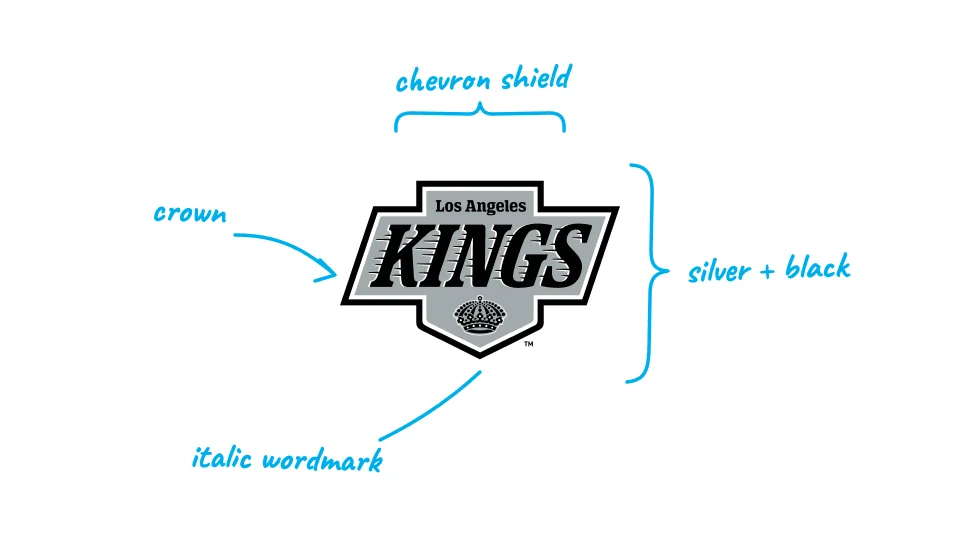 chevron shield
Los Angeles
crown
KINGS
silver + black
TM
italic wordmark